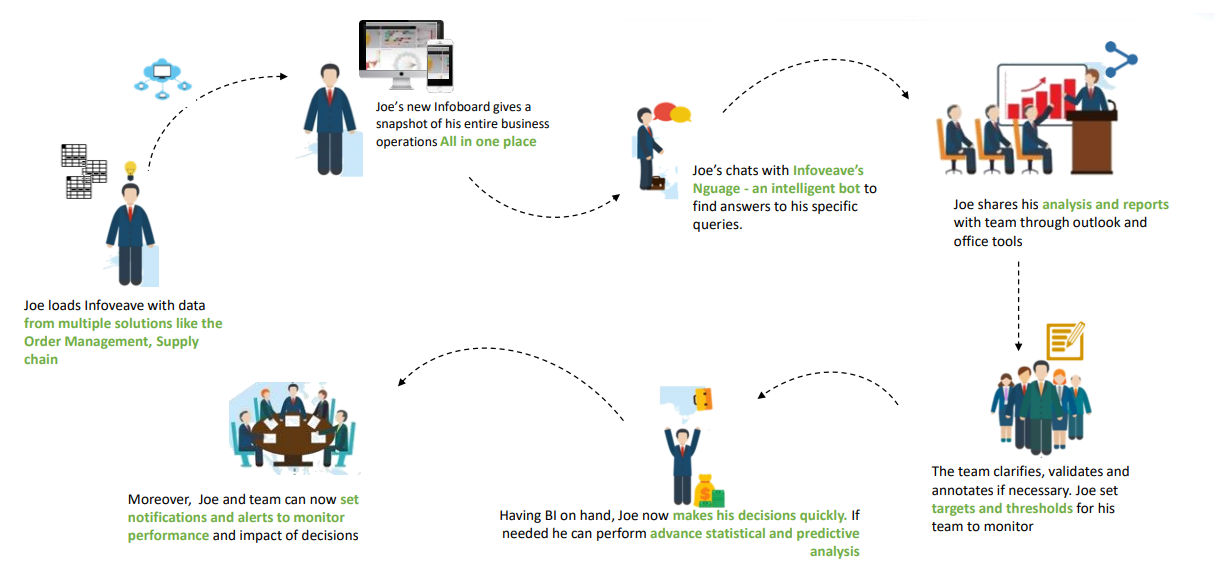 Joe loads Infoveave with data
from multiple solutions like the
Order Management, Supply
chain
Joe's new Infoboard gives a
snapshot of his entire business
operations All in one place
Joe's chats with Infoveave's
Nguage - an intelligent bot to
find answers to his specific
queries.
Joe shares his analysis and reports
with team through outlook and
office tools
The team clarifies, validates and
annotates if necessary. Joe set
targets and thresholds for his
team to monitor
Having BI on hand, Joe now makes his decisions quickly. If
needed he can perform advance statistical and predictive
analysis
Moreover, Joe and team can now set
notifications and alerts to monitor
performance and impact of decisions